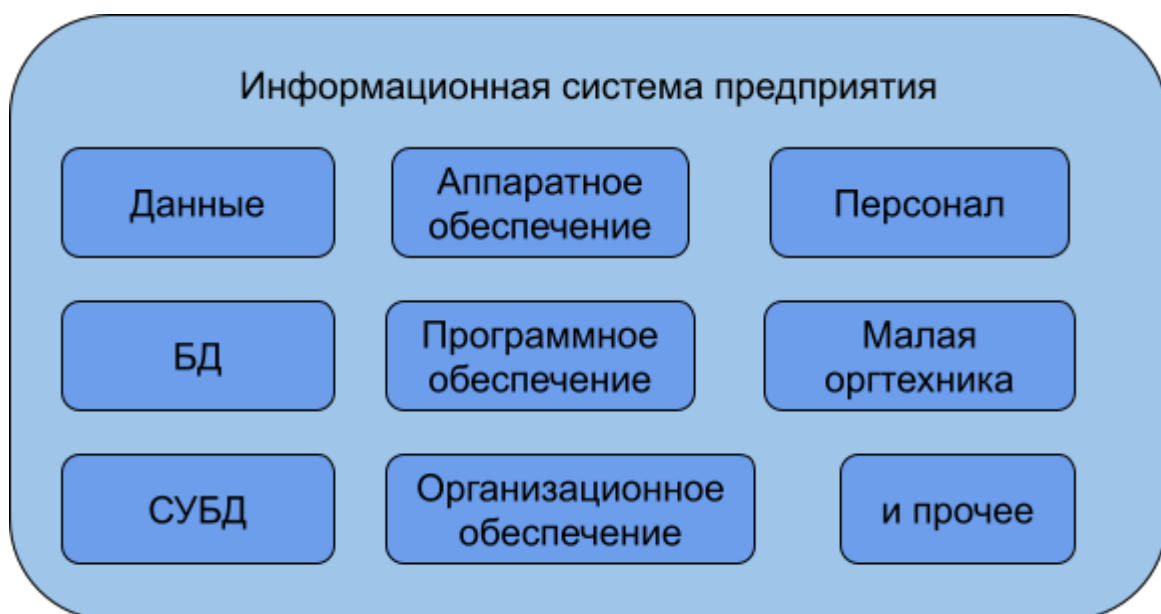 Информационная система предприятия
Данные
Аппаратное
обеспечение
Персонал
БД
Программное
обеспечение
Малая
оргтехника
СУБД
Организационное
обеспечение
и прочее